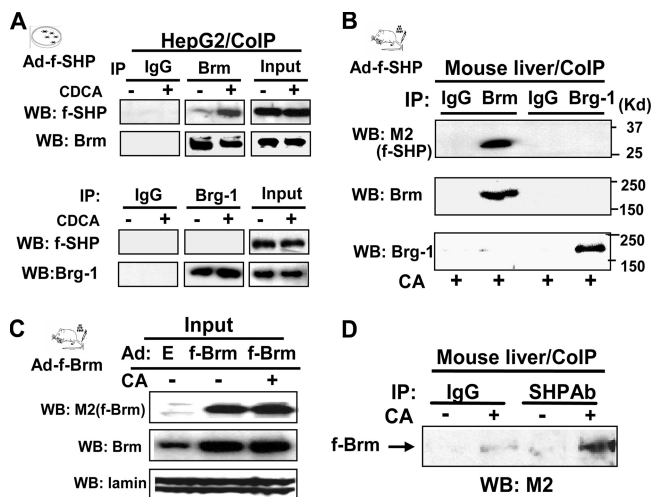 A
HepG2/CoIP
Ad-f-SHP
IP IgG Brm Input
CDCA - + - + - +
WB: f-SHP
WB: Brm
IP: IgG Brg-1 Input
CDCA - + - + - +
WB: f-SHP
WB:Brg-1
B
Ad-f-SHP
Mouse liver/CoIP
IP: IgG Brm IgG Brg-1 (Kd)
WB: M2 (f-SHP)
37
25
WB: Brm
250
150
WB: Brg-1
250
150
CA + + + +
C
Input
Ad-f-Brm
Ad: E f-Brm f-Brm
CA - - +
WB: M2(f-Brm)
WB: Brm
WB: lamin
D
Mouse liver/CoIP
IP: IgG SHPAb
CA - + - +
f-Brm
WB: M2